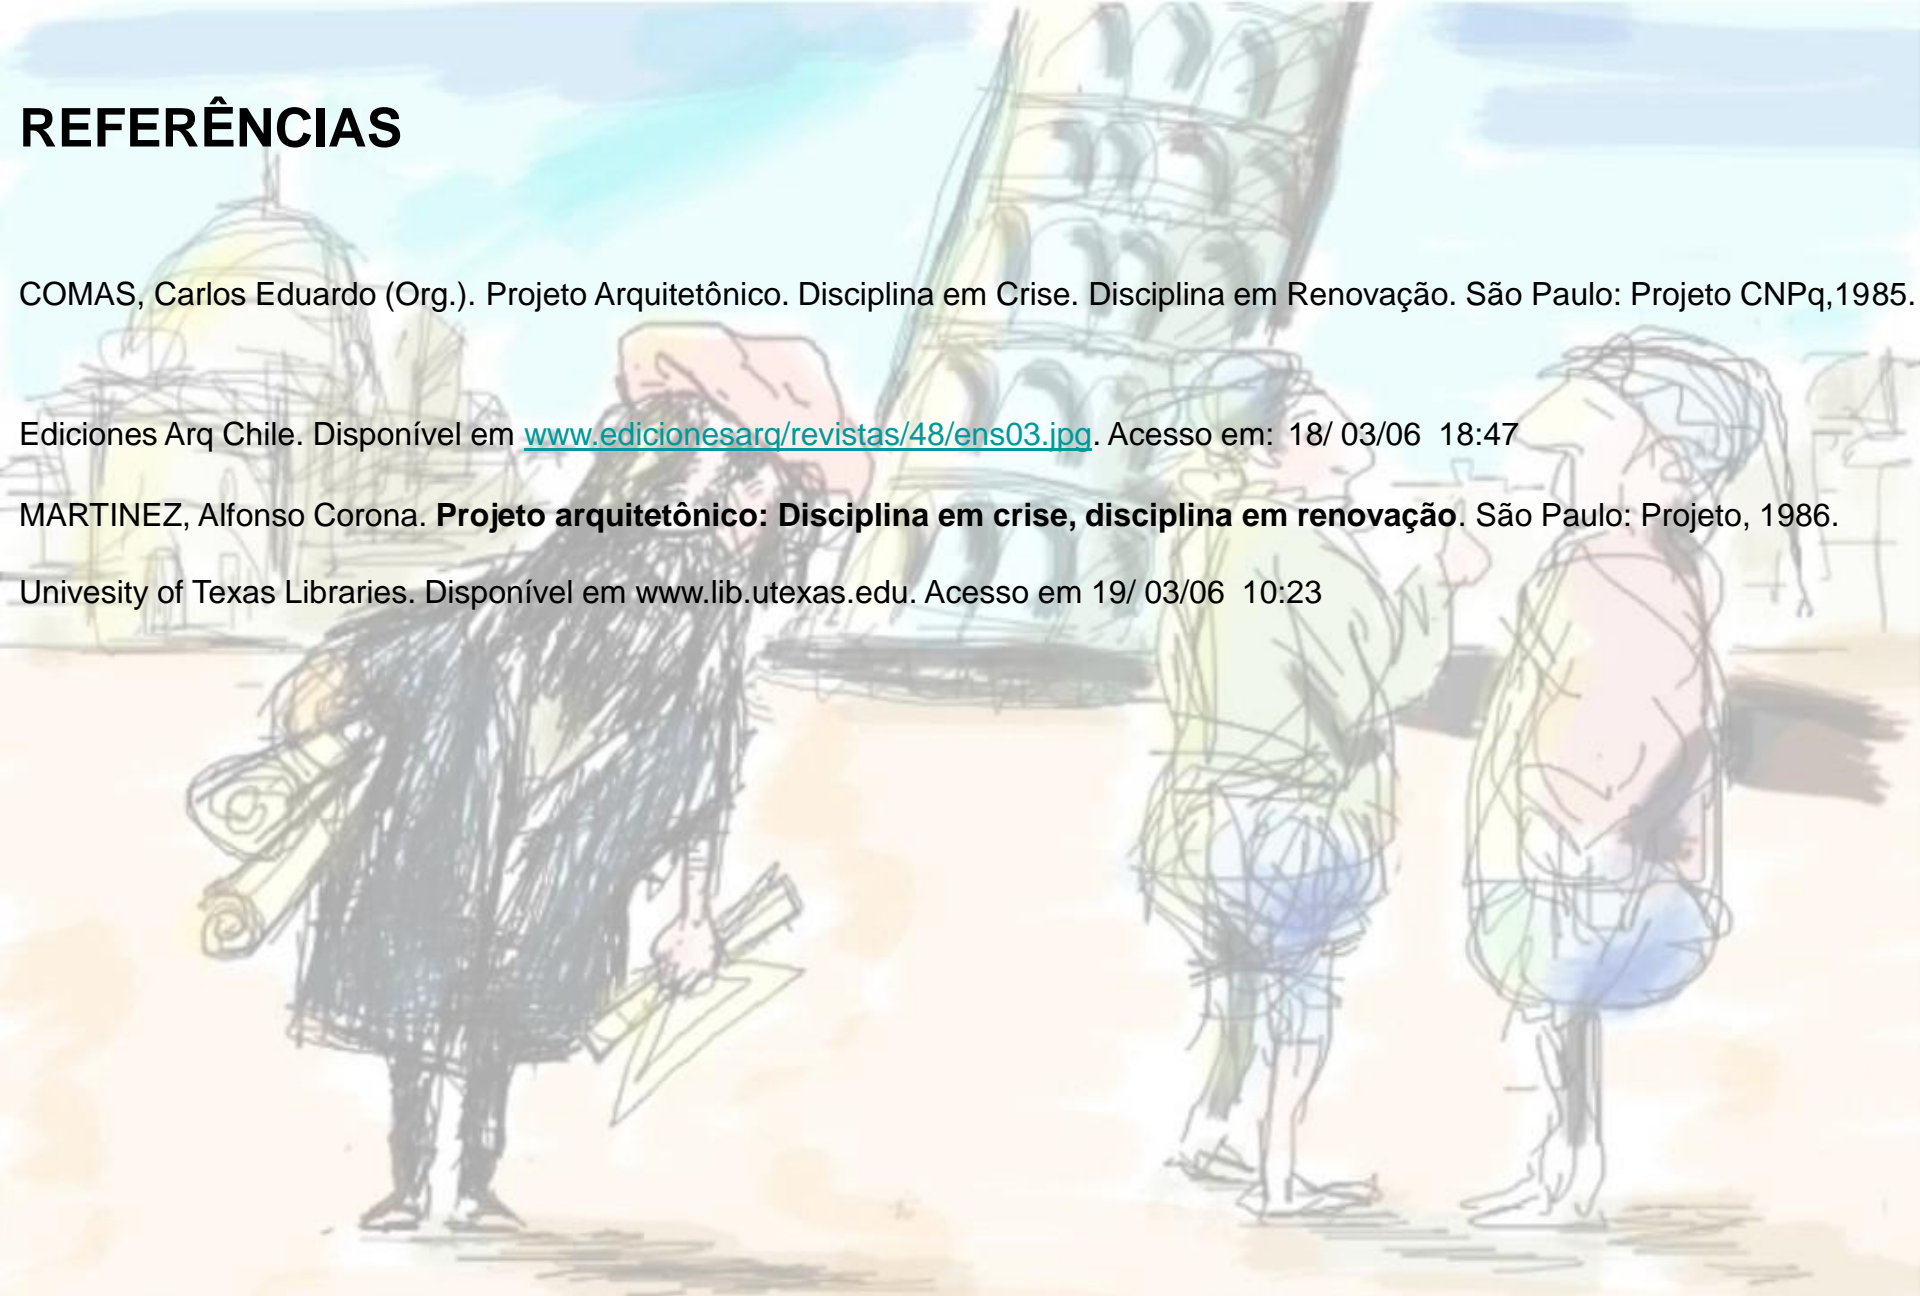 REFERÊNCIAS
COMAS, Carlos Eduardo (Org.). Projeto Arquitetônico. Disciplina em Crise. Disciplina em Renovação. São Paulo: Projeto CNPq,1985.
Ediciones Arq Chile. Disponível em www.edicionesarq/revistas/48/ens03.jpg. Acesso em: 18/ 03/06 18:47
MARTINEZ, Alfonso Corona. Projeto arquitetônico: Disciplina em crise, disciplina em renovação. São Paulo: Projeto, 1986.
Univesity of Texas Libraries. Disponível em www.lib.utexas.edu. Acesso em 19/ 03/06 10:23